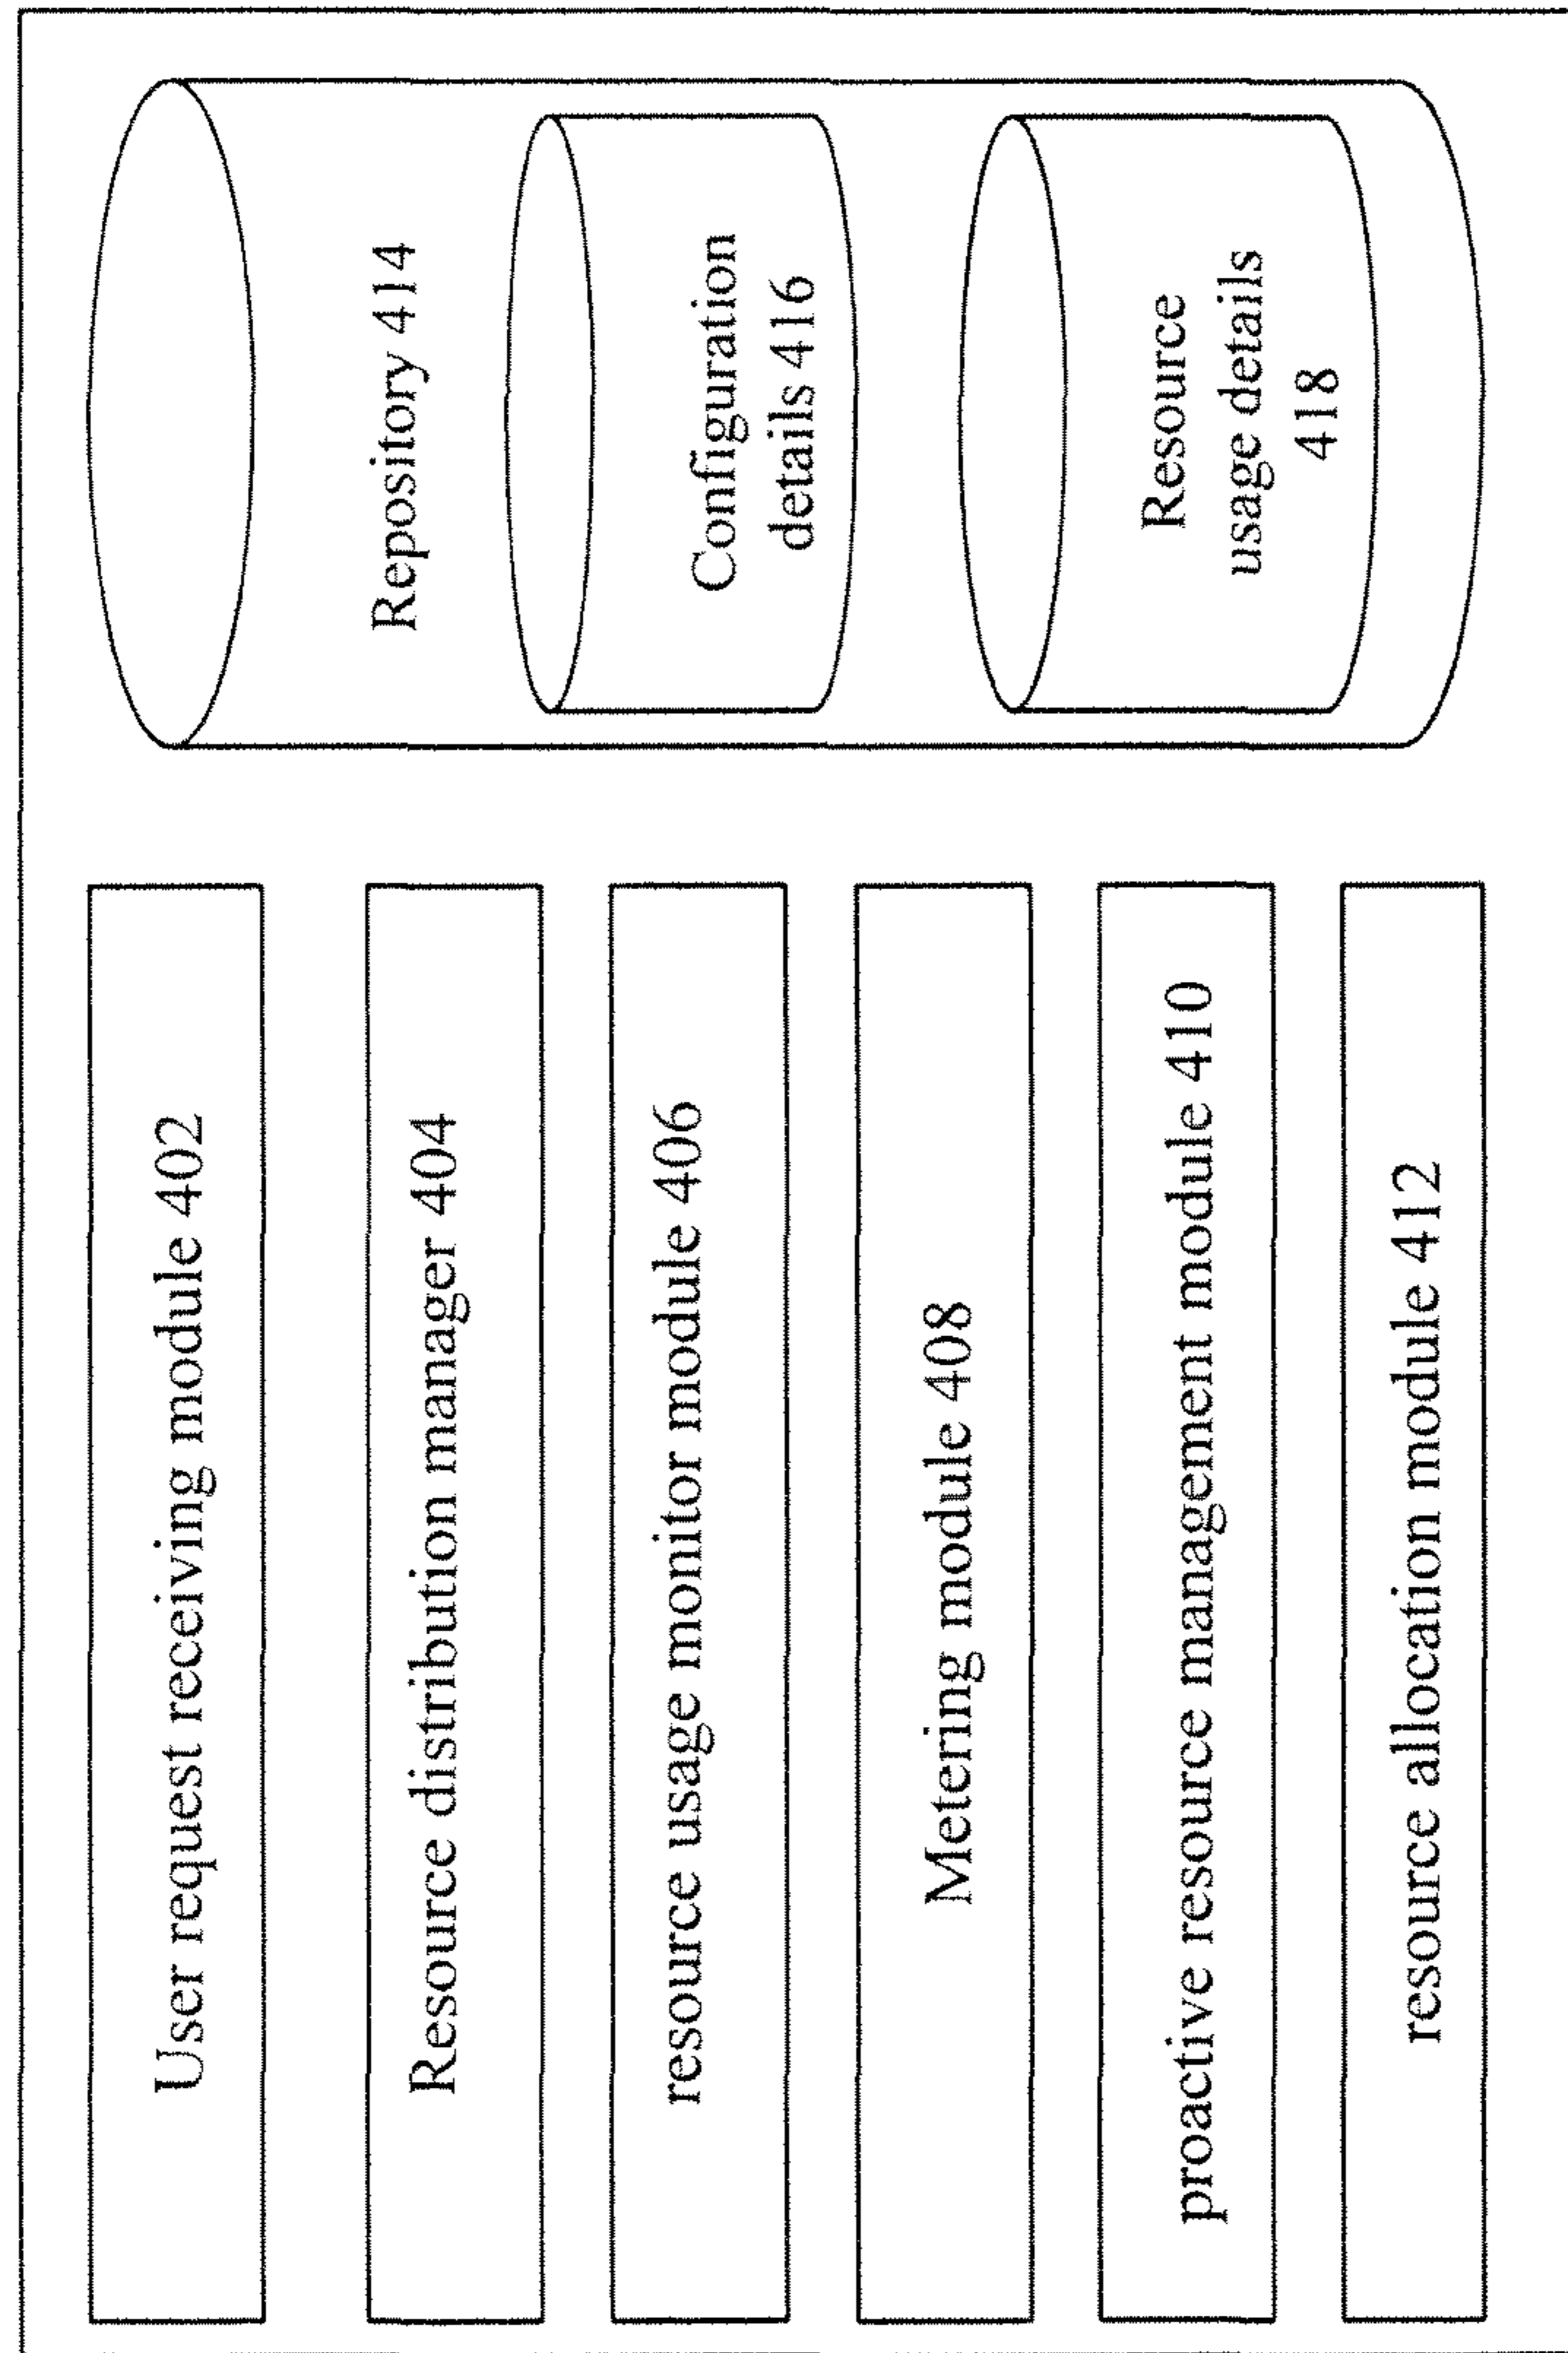 User request receiving module 402
Resource distribution manager 404
resource usage monitor module 406
Metering module 408
proactive resource management module 410
resource allocation module 412
Repository 414
Configuration
details 416
Resource
usage details
418